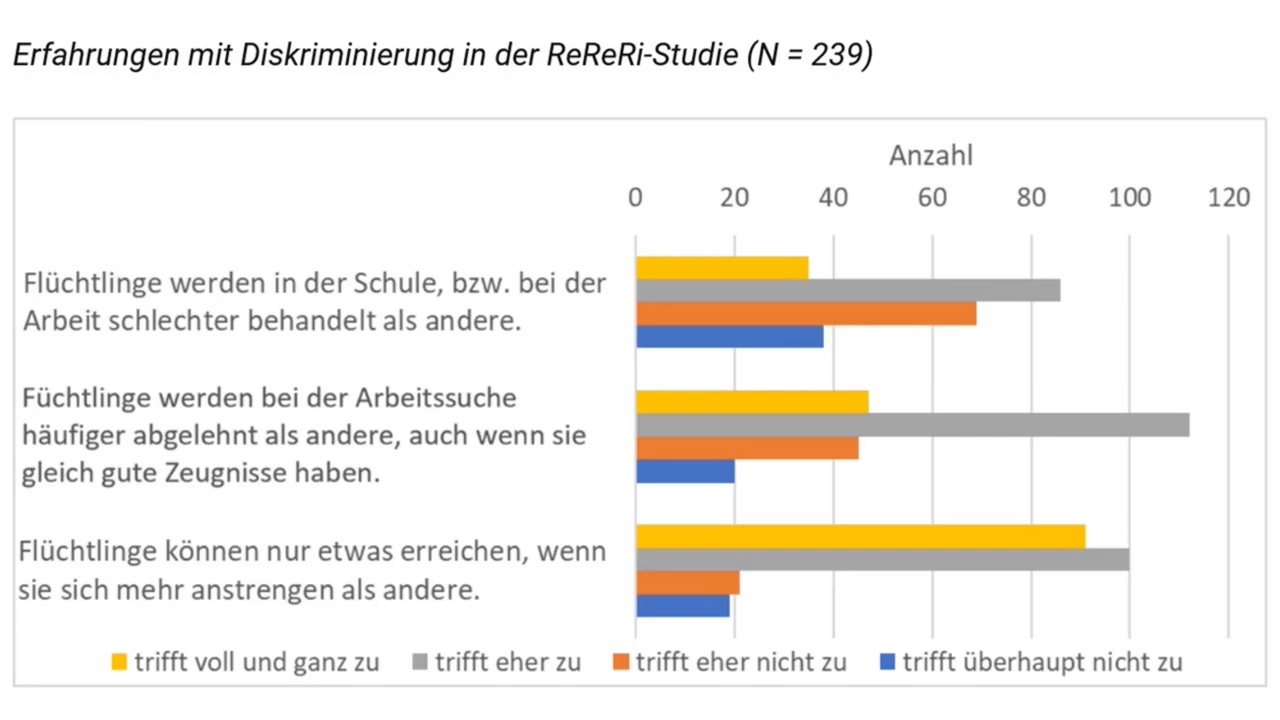 Erfahrungen mit Diskriminierung in der ReReRi-Studie (N = 239)
Anzahl
0 20 40 60 80 100 120
Flüchtlinge werden in der Schule, bzw. bei der
Arbeit schlechter behandelt als andere.
Füchtlinge werden bei der Arbeitssuche
häufiger abgelehnt als andere, auch wenn sie
gleich gute Zeugnisse haben.
Flüchtlinge können nur etwas erreichen, wenn
sie sich mehr anstrengen als andere.
trifft voll und ganz zu trifft eher zu trifft eher nicht zu trifft überhaupt nicht zu